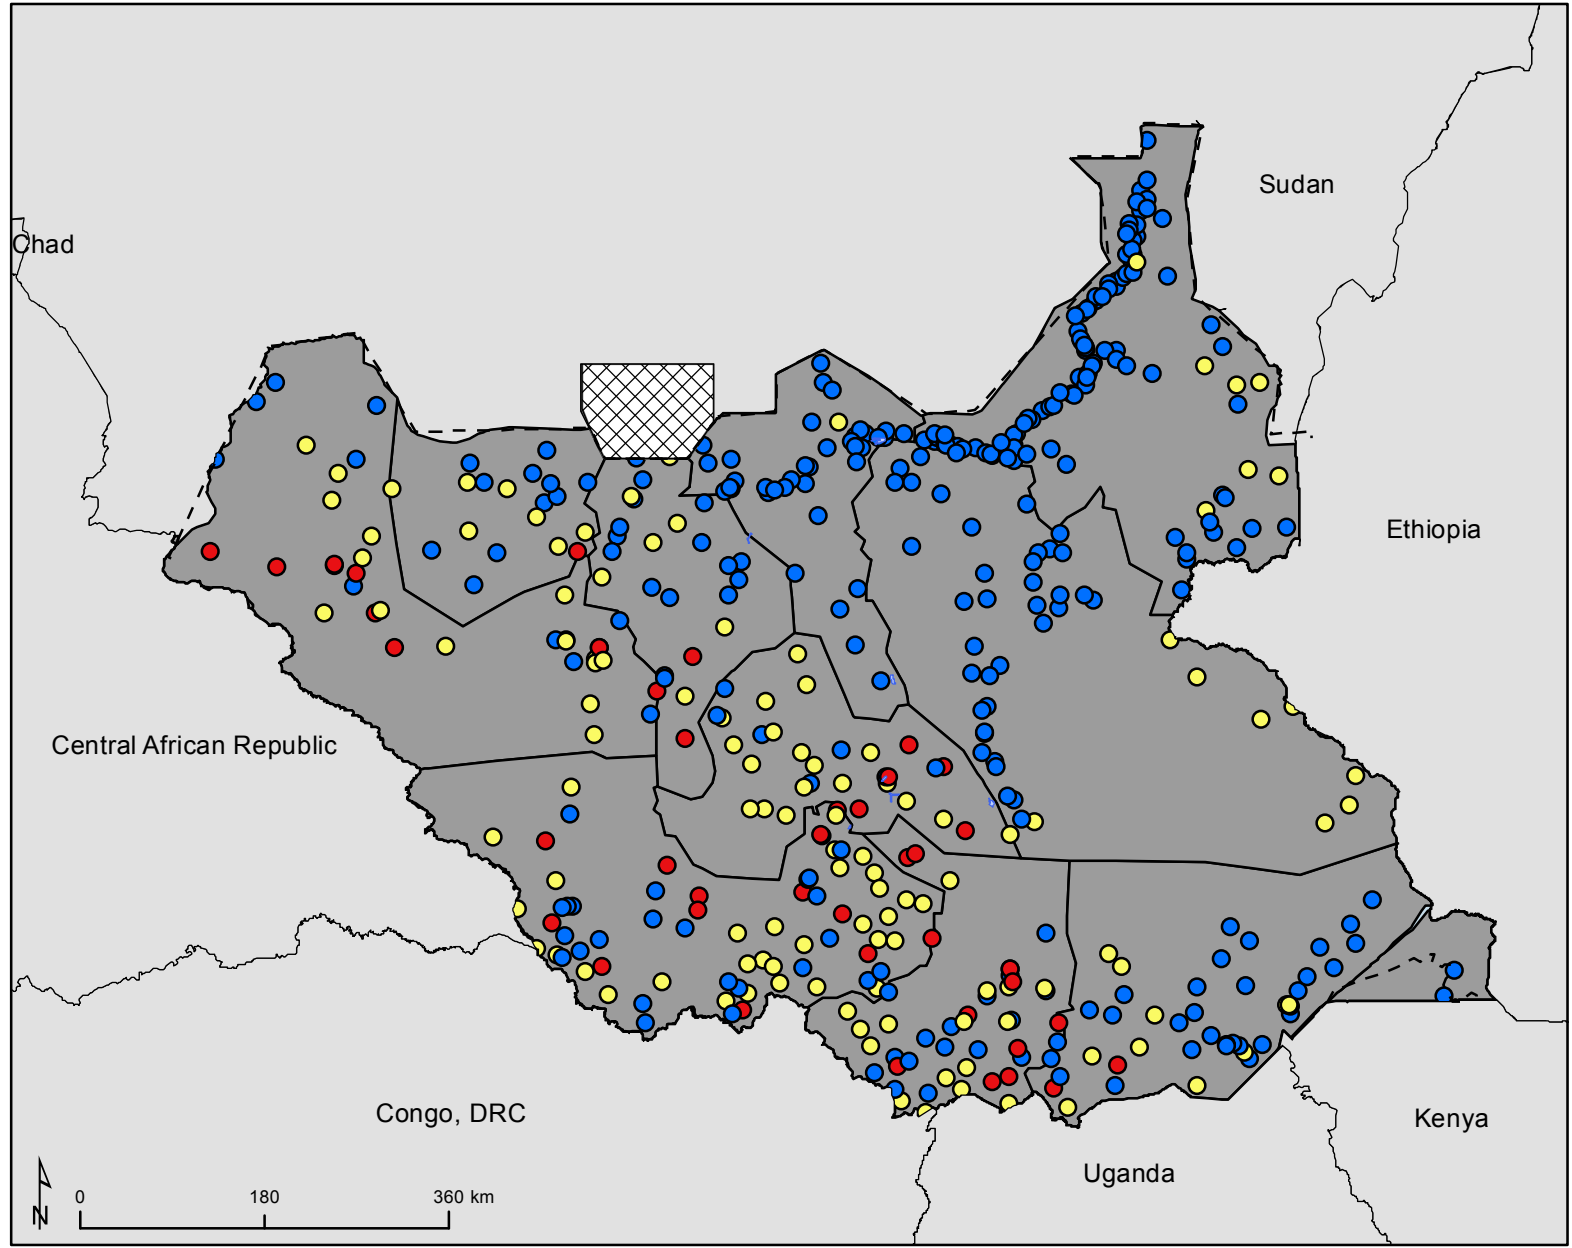 Sudan
Chad
Ethiopia
Central African Republic
Congo, DRC
Kenya
Uganda
0 180 360 km
N